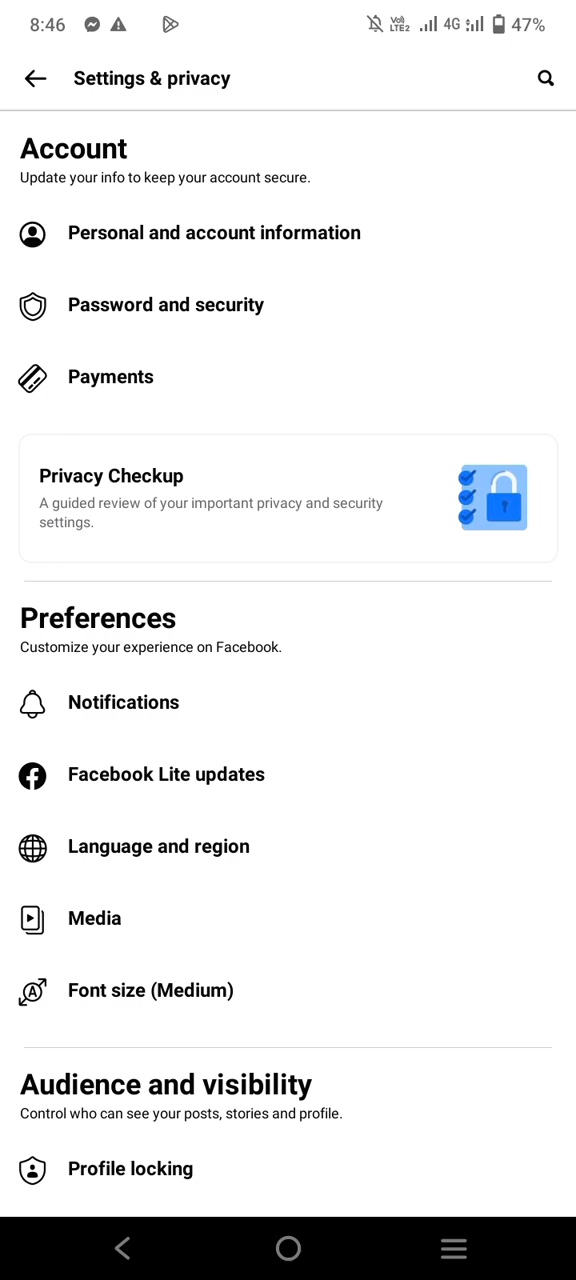 8:46 Vo) LTE2 4G 47%
Settings & privacy
Account
Update your info to keep your account secure.
Personal and account information
Password and security
Payments
Privacy Checkup
A guided review of your important privacy and security
settings.
Preferences
Customize your experience on Facebook.
Notifications
Facebook Lite updates
Language and region
Media
Font size (Medium)
Audience and visibility
Control who can see your posts, stories and profile.
Profile locking